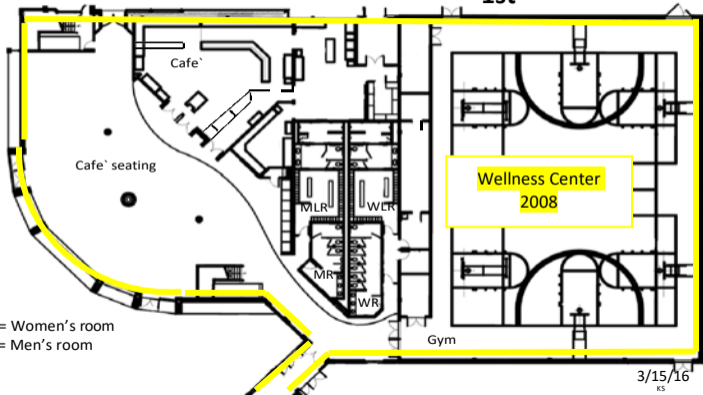 1st
Cafe`
Cafe` seating
MLR
WLR
MR
WR
Wellness Center
2008
Gym
= Women’s room
= Men’s room
3/15/16
KS